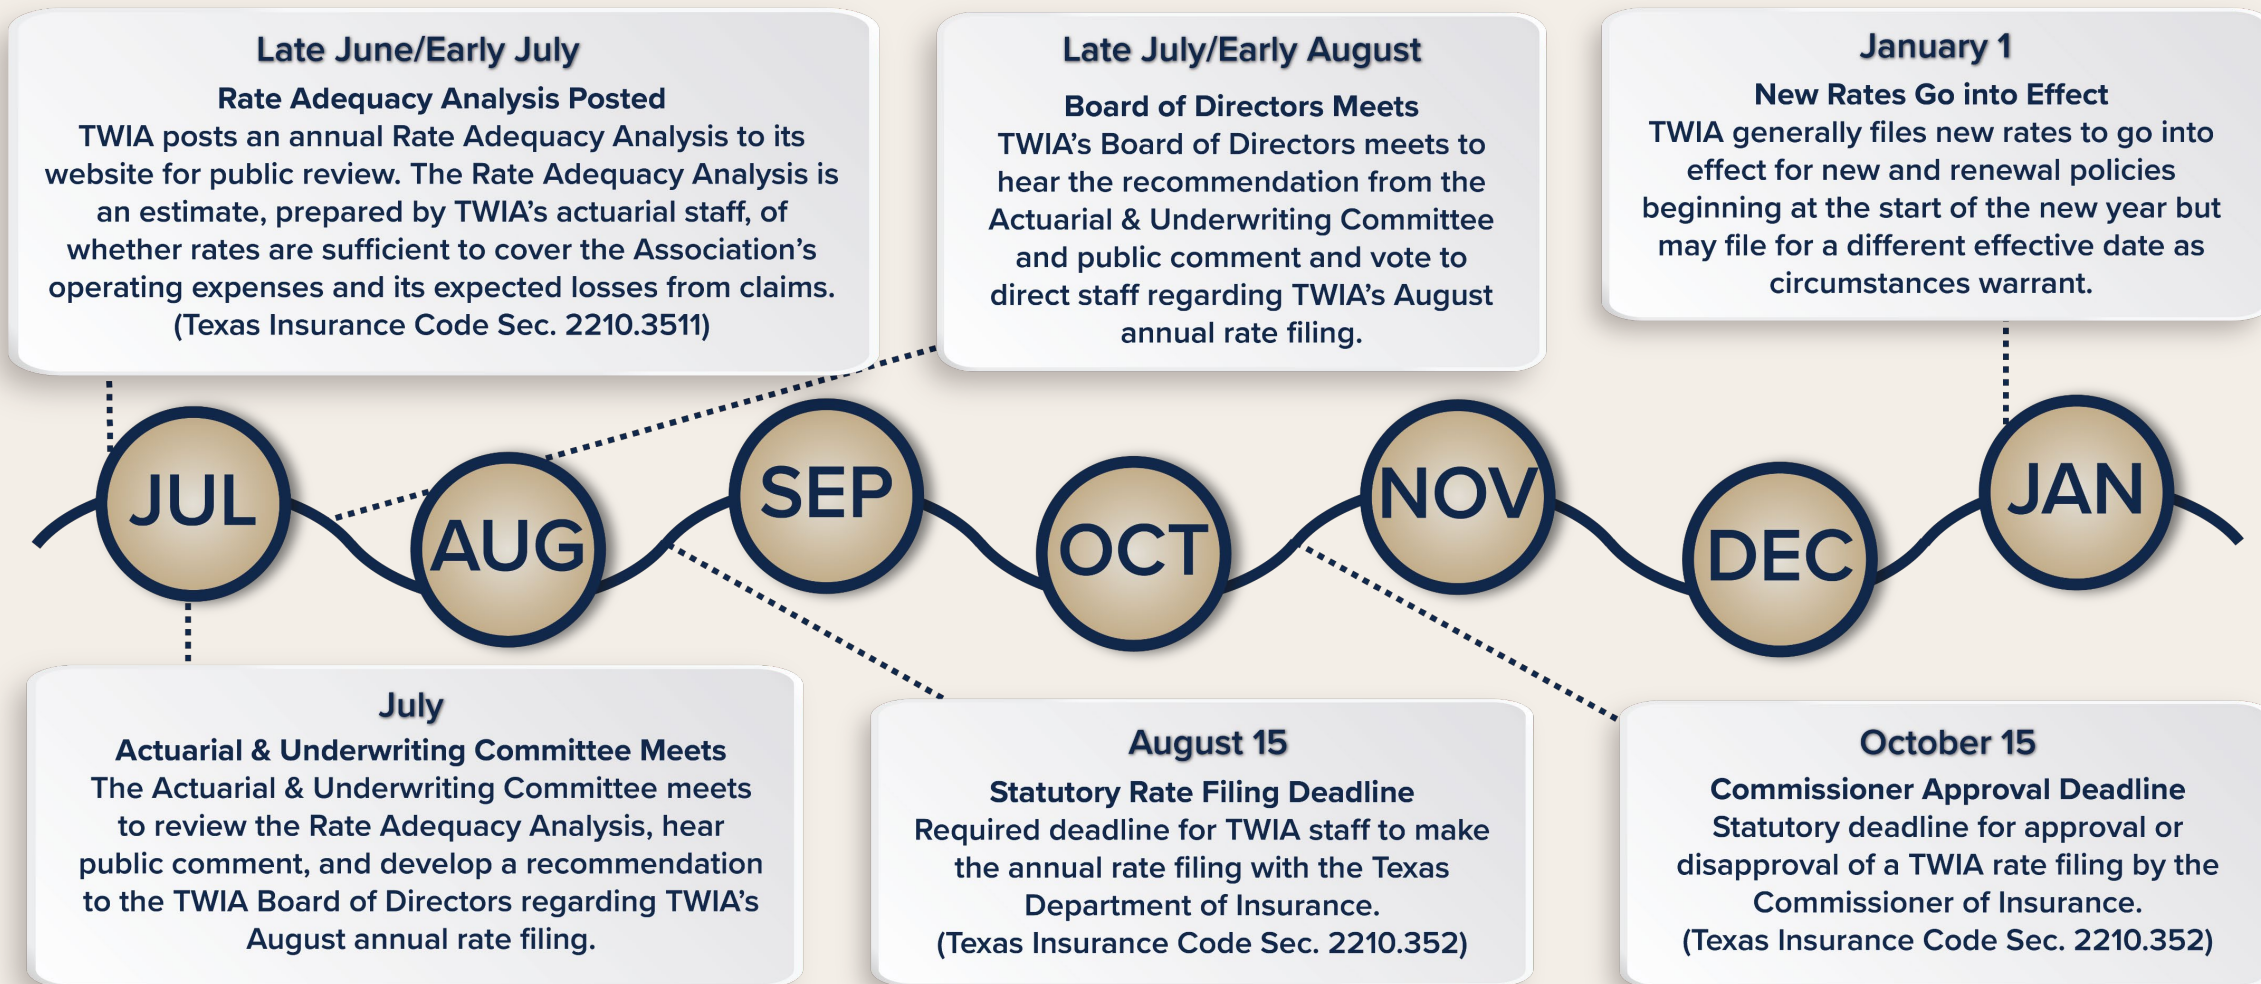 Late June/Early July
Rate Adequacy Analysis Posted
TWIA posts an annual Rate Adequacy Analysis to its
website for public review. The Rate Adequacy Analysis is
an estimate, prepared by TWIA’s actuarial staff, of
whether rates are sufficient to cover the Association’s
operating expenses and its expected losses from claims.
(Texas Insurance Code Sec. 2210.3511)
Late July/Early August
Board of Directors Meets
TWIA’s Board of Directors meets to
hear the recommendation from the
Actuarial & Underwriting Committee
and public comment and vote to
direct staff regarding TWIA’s August
annual rate filing.
January 1
New Rates Go into Effect
TWIA generally files new rates to go into
effect for new and renewal policies
beginning at the start of the new year but
may file for a different effective date as
circumstances warrant.
JUL
AUG
SEP
OCT
NOV
DEC
JAN
July
Actuarial & Underwriting Committee Meets
The Actuarial & Underwriting Committee meets
to review the Rate Adequacy Analysis, hear
public comment, and develop a recommendation
to the TWIA Board of Directors regarding TWIA’s
August annual rate filing.
August 15
Statutory Rate Filing Deadline
Required deadline for TWIA staff to make
the annual rate filing with the Texas
Department of Insurance.
(Texas Insurance Code Sec. 2210.352)
October 15
Commissioner Approval Deadline
Statutory deadline for approval or
disapproval of a TWIA rate filing by the
Commissioner of Insurance.
(Texas Insurance Code Sec. 2210.352)